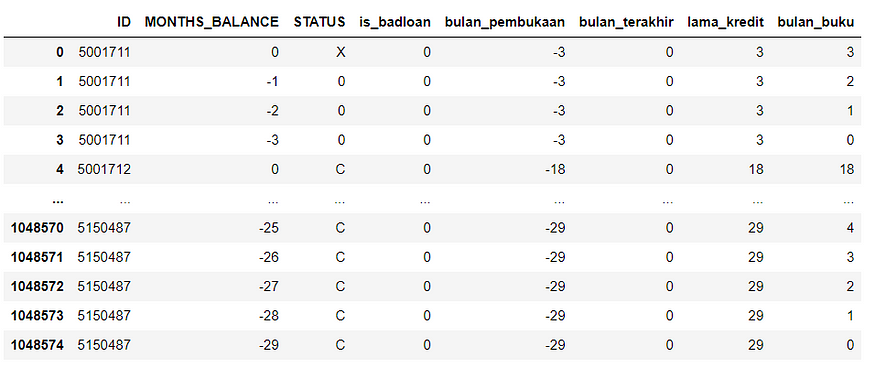 ID MONTHS_BALANCE STATUS is_badloan bulan_pembukaan bulan_terakhir lama_kredit bulan_buku
0 5001711 0 X 0 -3 0 3 3
1 5001711 -1 0 0 -3 0 3 2
2 5001711 -2 0 0 -3 0 3 1
3 5001711 -3 0 0 -3 0 3 0
4 5001712 0 C 0 -18 0 18 18
... ... ... ... ... ... ... ... ...
1048570 5150487 -25 C 0 -29 0 29 4
1048571 5150487 -26 C 0 -29 0 29 3
1048572 5150487 -27 C 0 -29 0 29 2
1048573 5150487 -28 C 0 -29 0 29 1
1048574 5150487 -29 C 0 -29 0 29 0